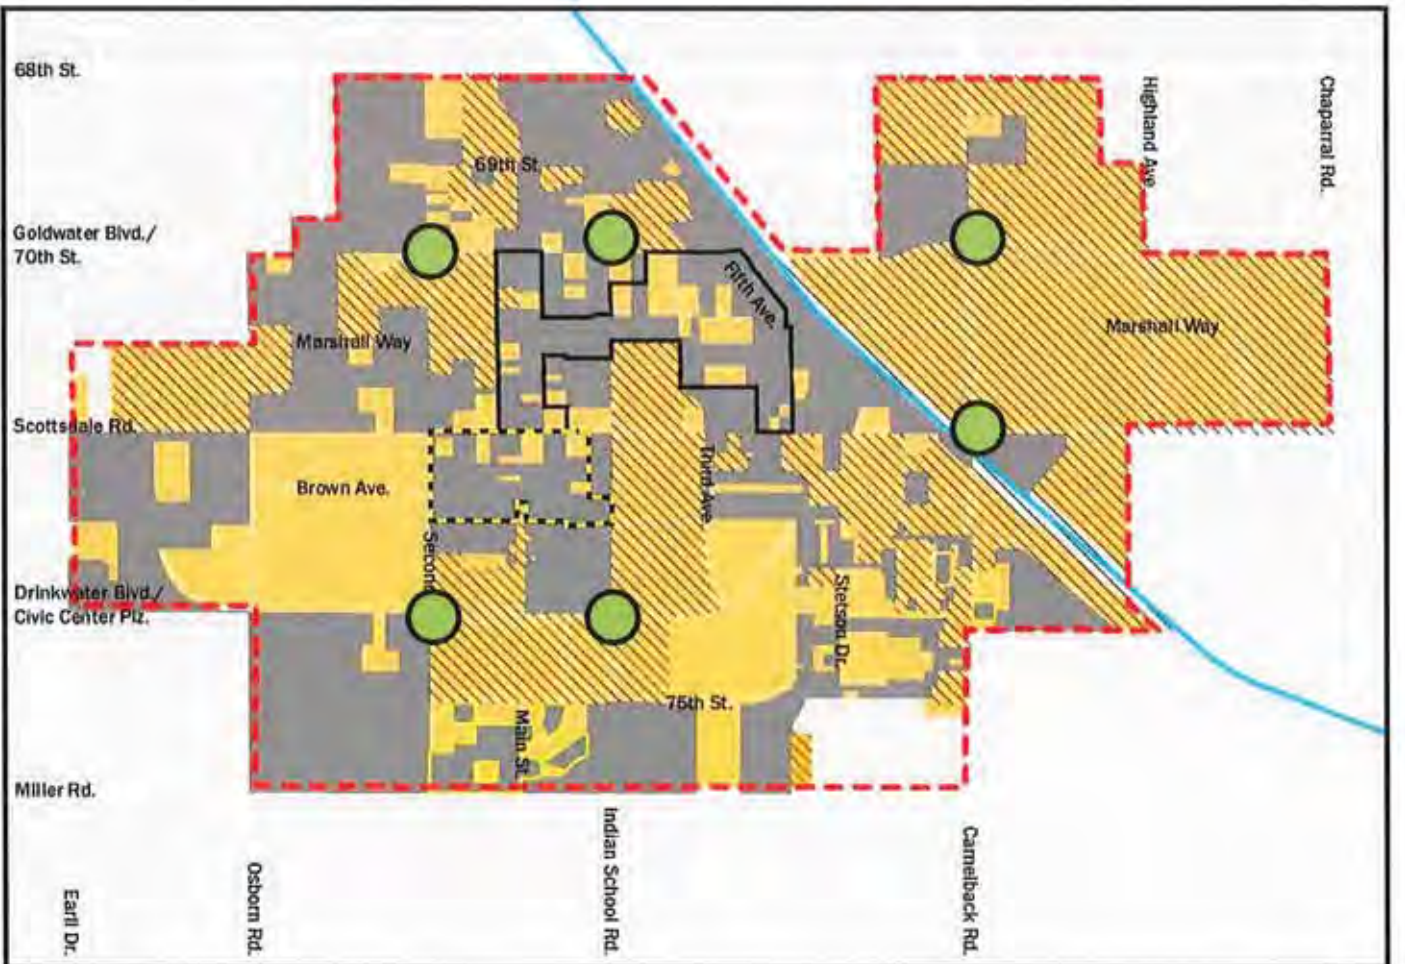 68th St.
Highland Ave.
Chaparral Rd.
69th St.
Goldwater Blvd./
70th St.
Fifth Ave.
Marshall Way
Marshall Way
Scottsdale Rd.
Third Ave.
Brown Ave.
Second
Drinkwater Blvd./
Civic Center Plz.
Stetson Dr.
75th St.
Main St.
Miller Rd.
Earll Dr.
Osborn Rd.
Indian School Rd.
Camelback Rd.